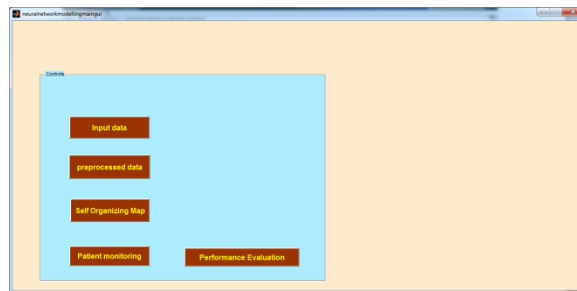 neuralnetworkmodellingmaingui
Controls
Input data
preprocessed data
Self Organizing Map
Patient monitoring
Performance Evaluation